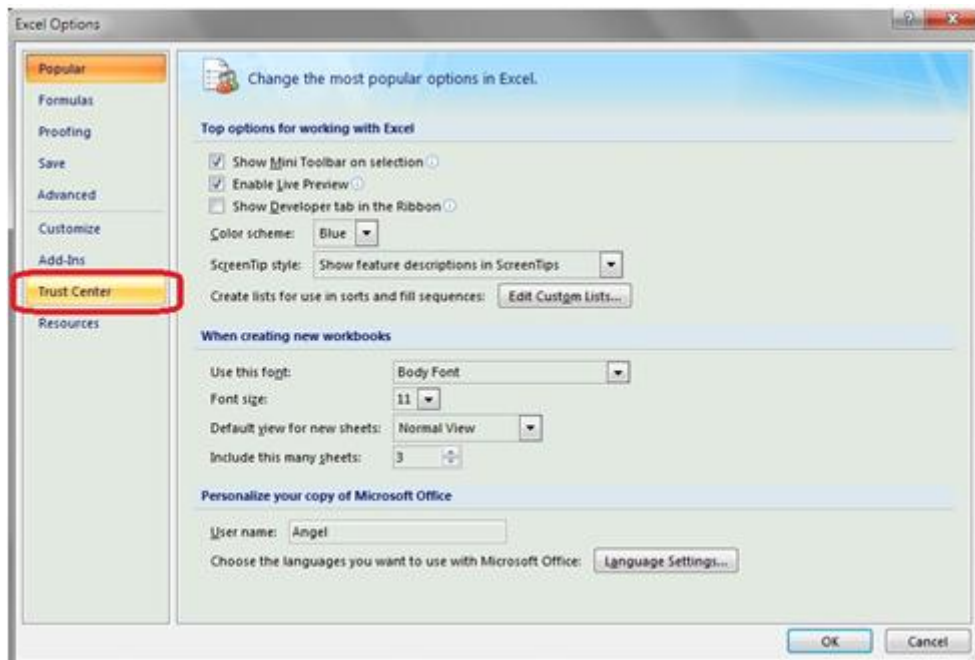 Excel Options
Popular
Formulas
Proofing
Save
Advanced
Customize
Add-Ins
Trust Center
Resources
Change the most popular options in Excel.
Top options for working with Excel
Show Mini Toolbar on selection
Enable Live Preview
Show Developer tab in the Ribbon
Color scheme: Blue
ScreenTip style: Show feature descriptions in ScreenTips
Create lists for use in sorts and fill sequences: Edit Custom Lists...
When creating new workbooks
Use this font: Body Font
Font size: 11
Default view for new sheets: Normal View
Include this many sheets: 3
Personalize your copy of Microsoft Office
User name: Angel
Choose the languages you want to use with Microsoft Office: Language Settings...
OK Cancel